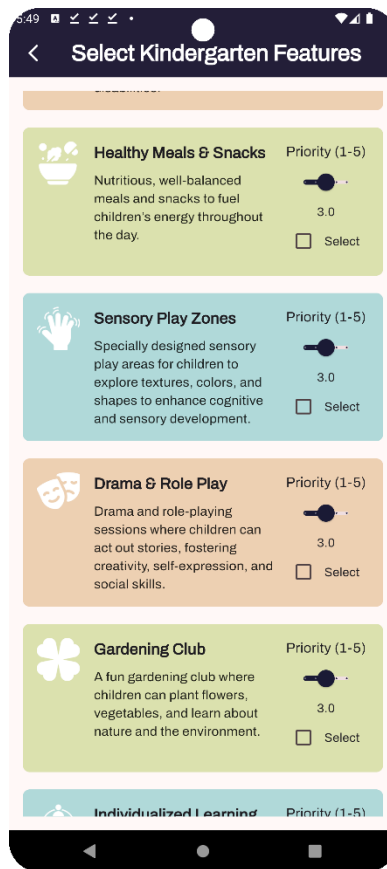 5:49
Select Kindergarten Features
Healthy Meals & Snacks
Priority (1-5)
Nutritious, well-balanced
meals and snacks to fuel
children's energy throughout
the day.
3.0
Select
Sensory Play Zones
Priority (1-5)
Specially designed sensory
play areas for children to
explore textures, colors, and
shapes to enhance cognitive
and sensory development.
3.0
Select
Drama & Role Play
Priority (1-5)
Drama and role-playing
sessions where children can
act out stories, fostering
creativity, self-expression, and
social skills.
3.0
Select
Gardening Club
Priority (1-5)
A fun gardening club where
children can plant flowers,
vegetables, and learn about
nature and the environment.
3.0
Select
Individualized Learning
Priority (1-5)